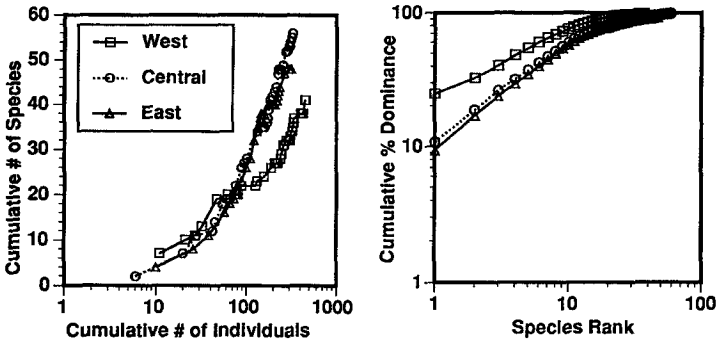 60
50
40
30
20
10
0
Cumulative # of Species
West
Central
East
1
10
100
1000
Cumulative # of Individuals
100
10
1
Cumulative % Dominance
1
10
100
Species Rank